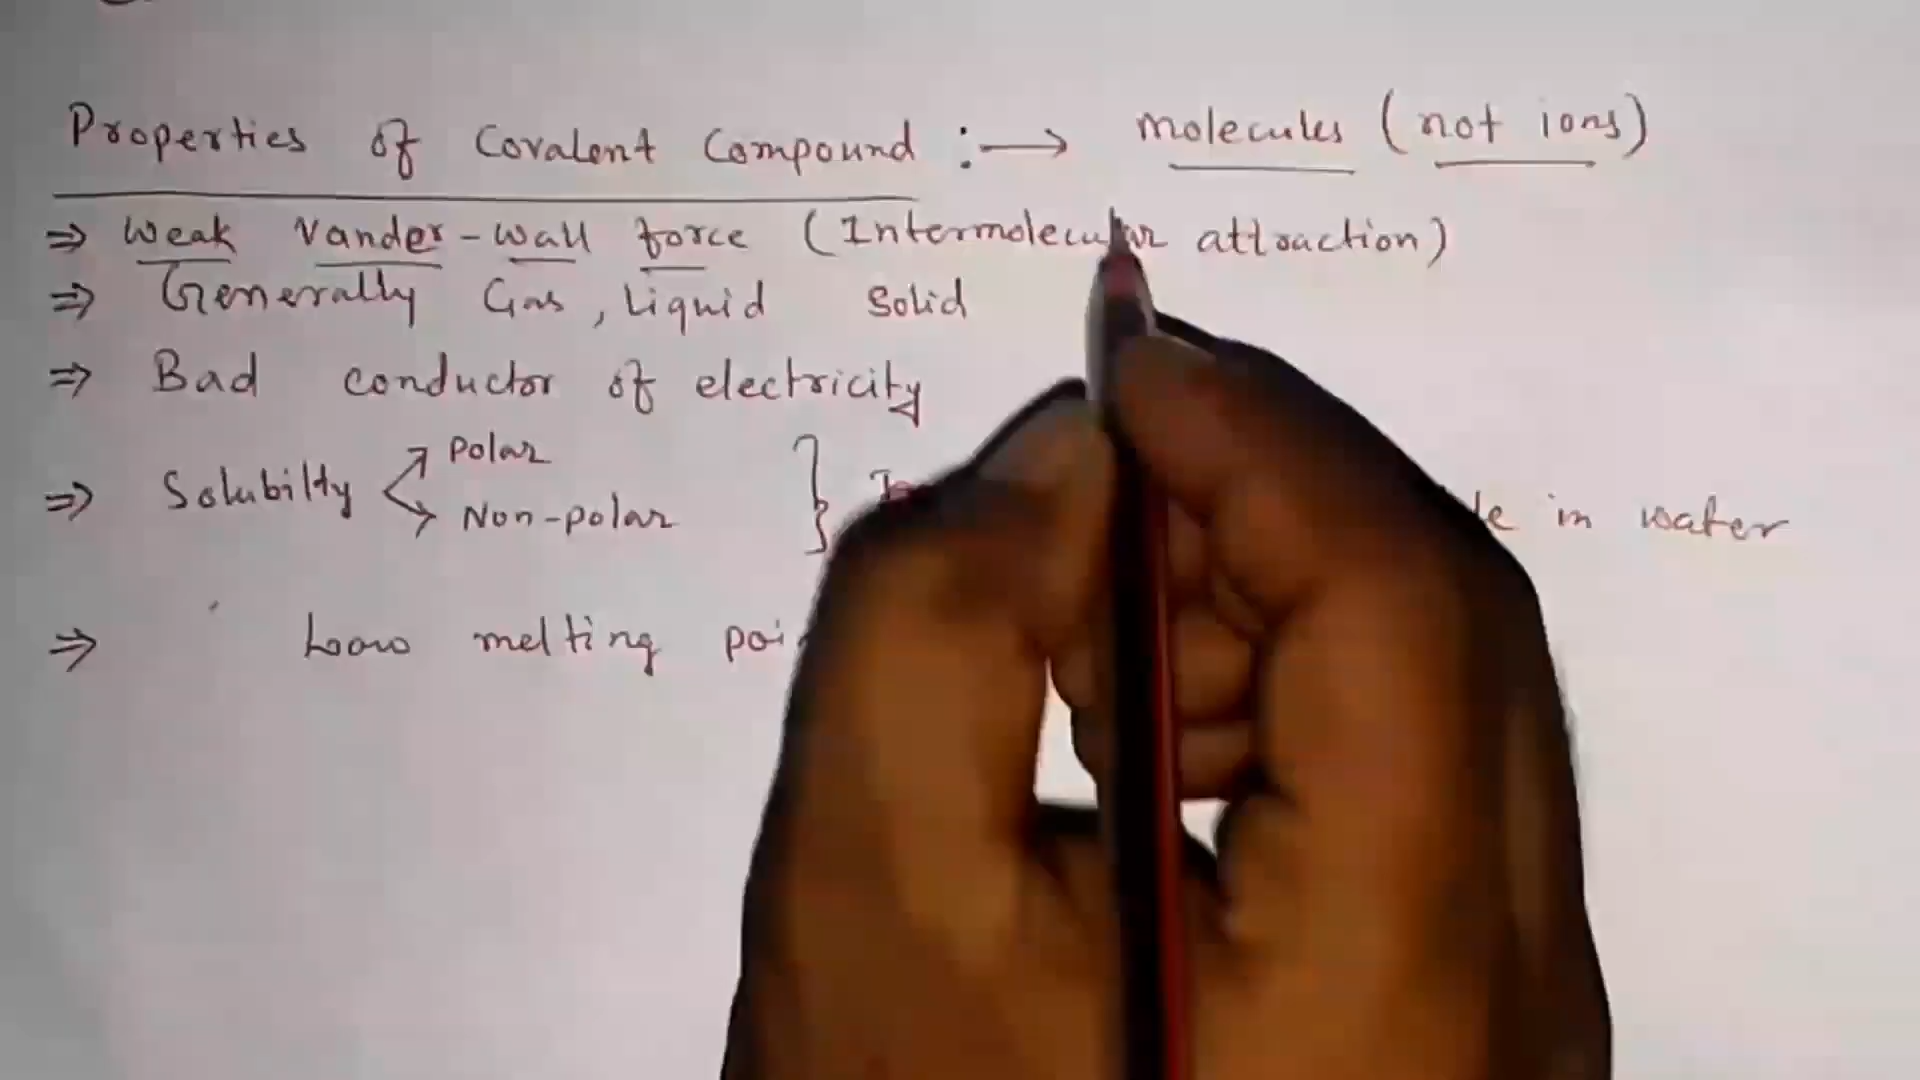 Properties of Covalent Compound :→ molecules (not ions)
⇒ Weak Vander-Wall force (Intermolecular attraction)
⇒ Generally Gas, Liquid Solid
⇒ Bad conductor of electricity
⇒ Solubilty
Polar
Non-polar
in water
⇒ Low melting